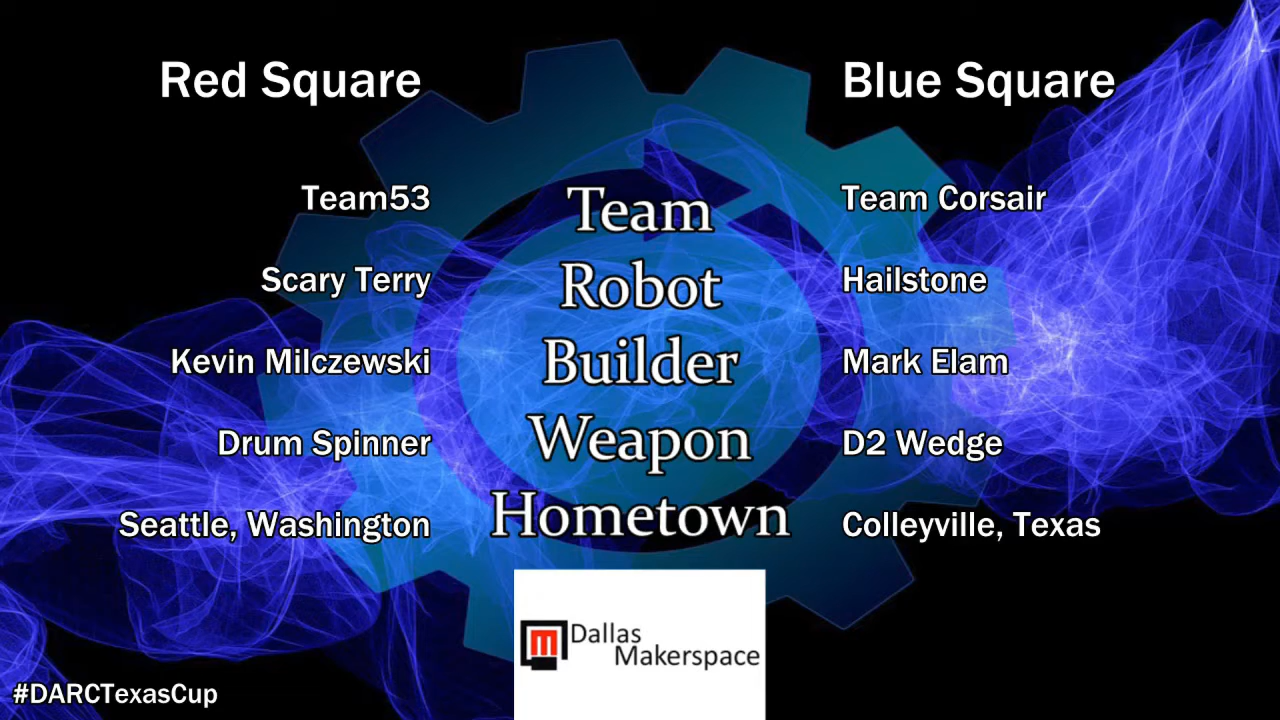 Red Square
Blue Square
Team53
Team
Team Corsair
Scary Terry
Robot
Hailstone
Kevin Milczewski
Builder
Mark Elam
Drum Spinner
Weapon
D2 Wedge
Seattle, Washington
Hometown
Colleyville, Texas
Dallas
Makerspace
#DARCTexasCup